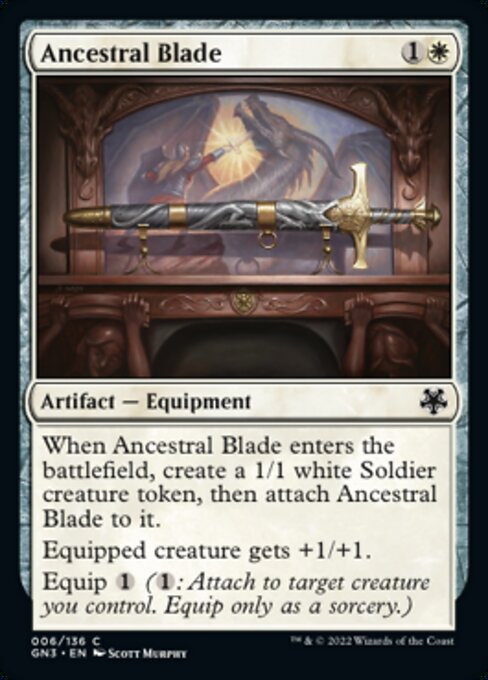 Ancestral Blade 1
Artifact — Equipment
When Ancestral Blade enters the
battlefield, create a 1/1 white Soldier
creature token, then attach Ancestral
Blade to it.
Equipped creature gets +1/+1.
Equip 1 (1: Attach to target creature
you control. Equip only as a sorcery.)
006/136 C
GN3 • EN Scott Murphy
™ & © 2022 Wizards of the Coast